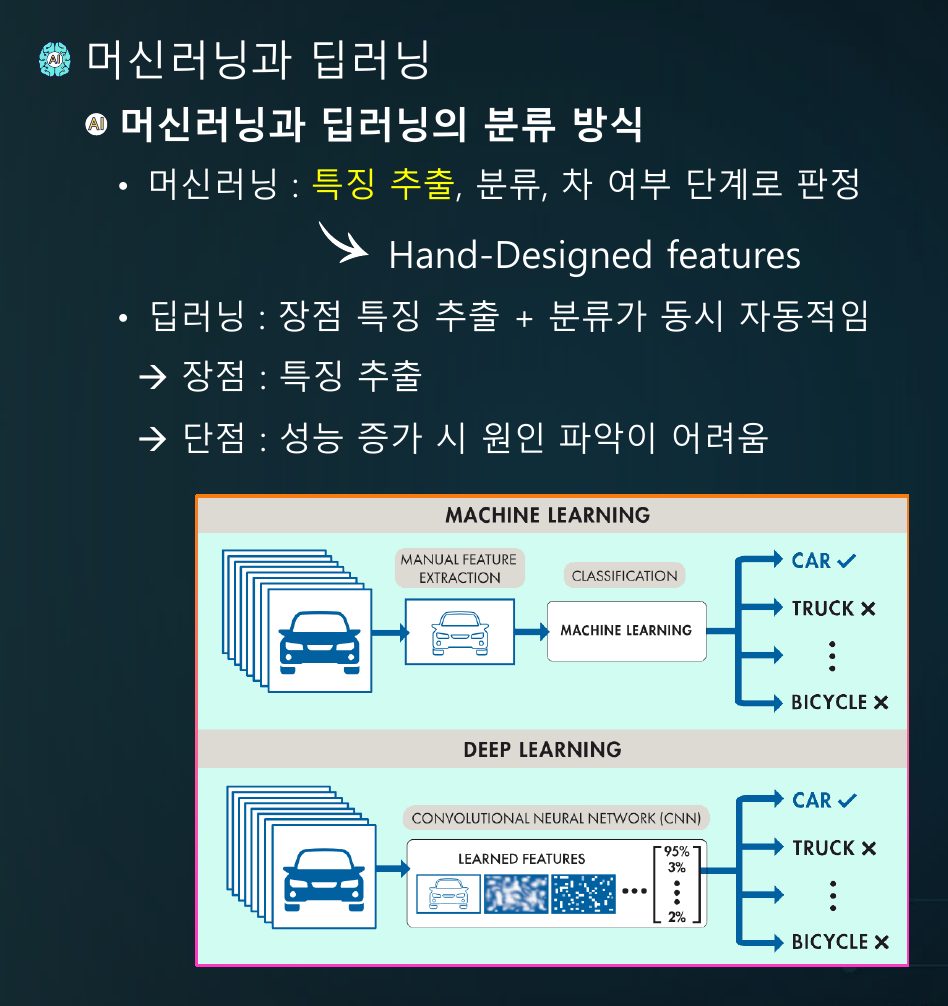 머신러닝과 딥러닝
AI 머신러닝과 딥러닝의 분류 방식
• 머신러닝 : 특징 추출, 분류, 차 여부 단계로 판정
Hand-Designed features
• 딥러닝 : 장점 특징 추출 + 분류가 동시 자동적임
→ 장점 : 특징 추출
→ 단점 : 성능 증가 시 원인 파악이 어려움
MACHINE LEARNING
MANUAL FEATURE
EXTRACTION
CLASSIFICATION
MACHINE LEARNING
CAR ✓
TRUCK ✕
BICYCLE ✕
DEEP LEARNING
CONVOLUTIONAL NEURAL NETWORK (CNN)
LEARNED FEATURES
95%
3%
2%
CAR ✓
TRUCK ✕
BICYCLE ✕